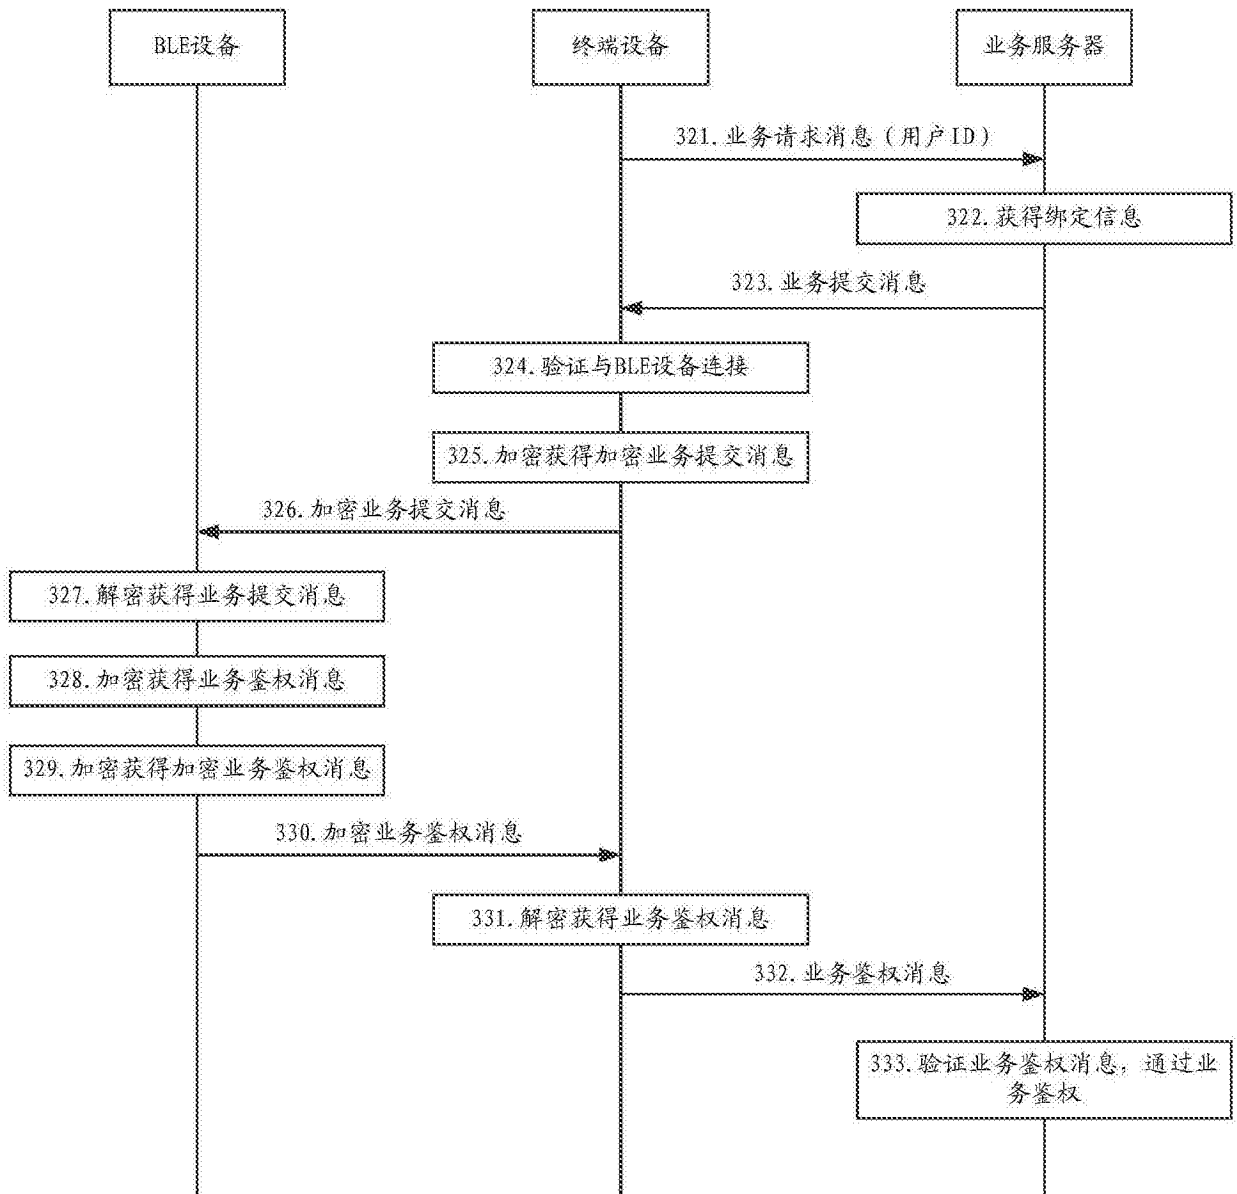 BLE设备
终端设备
业务服务器
321.业务请求消息（用户ID）
322.获得绑定信息
323.业务提交消息
324.验证与BLE设备连接
325.加密获得加密业务提交消息
326.加密业务提交消息
327.解密获得业务提交消息
328.加密获得业务鉴权消息
329.加密获得加密业务鉴权消息
330.加密业务鉴权消息
331.解密获得业务鉴权消息
332.业务鉴权消息
333.验证业务鉴权消息，通过业
务鉴权